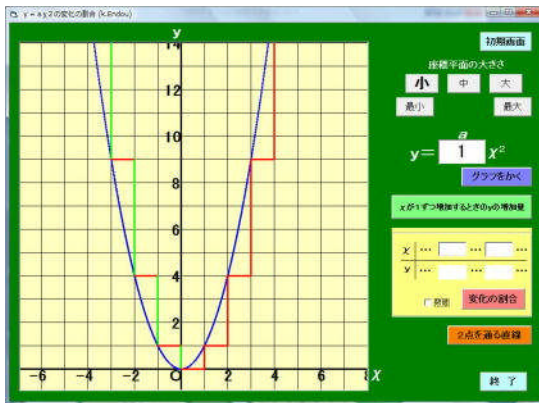 y = a x 2 の変化の割合 (k.Endou)
初期画面
座標平面の大きさ
小 中 大
最小 最大
a
y= 1 x²
グラフをかく
xが1ずつ増加するときのyの増加量
x … … …
y … … …
変化の割合
2点を通る直線
終 了
y
14
12
10
8
6
4
2
-6 -4 -2 O 2 4 6 8 x